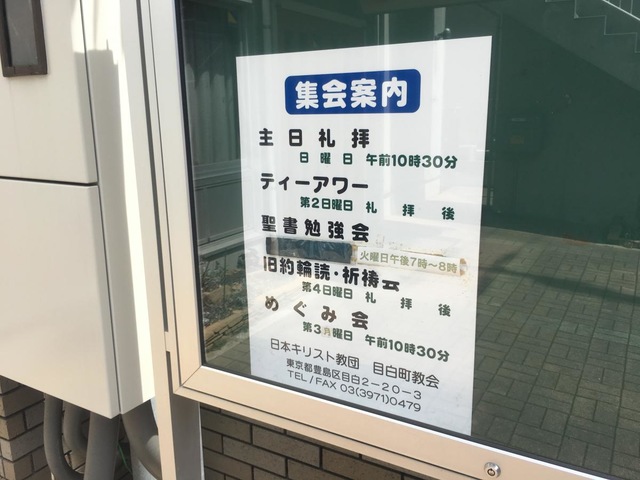 集会案内
主日礼拝
日曜日 午前10時30分
ティーアワー
第2日曜日 礼拝後
聖書勉強会
火曜日午後7時〜8時
旧約輪読・祈祷会
第4日曜日 礼拝後
めぐみ会
第3月曜日 午前10時30分
日本キリスト教団 目白町教会
東京都豊島区目白2-20-3
TEL/FAX 03(3971)0479